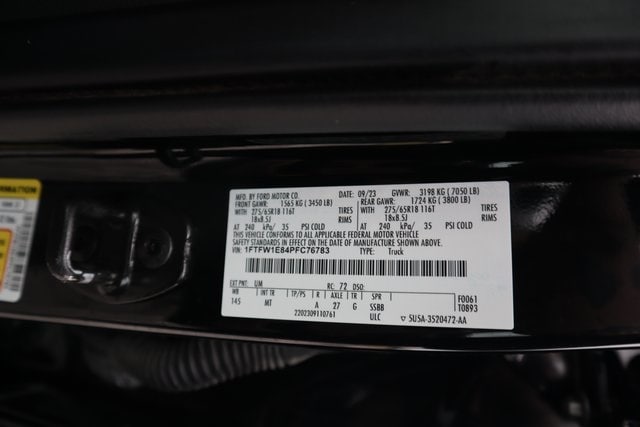 MFD. BY FORD MOTOR CO.
DATE: 09/23 GVWR: 3198 KG ( 7050 LB)
FRONT GAWR: 1565 KG ( 3450 LB) REAR GAWR: 1724 KG ( 3800 LB)
WITH 275/65R18 116T TIRES WITH 275/65R18 116T TIRES
18x8.5J RIMS 18x8.5J RIMS
AT 240 kPa/ 35 PSI COLD AT 240 kPa/ 35 PSI COLD
THIS VEHICLE CONFORMS TO ALL APPLICABLE FEDERAL MOTOR VEHICLE
SAFETY STANDARDS IN EFFECT ON THE DATE OF MANUFACTURE SHOWN ABOVE.
VIN: 1FTFW1E84PFC76783 TYPE: Truck
EXT PNT: UM RC: 72 DSO:
WB INT TR TP/PS R AXLE TR SPR F0061
145 MT A 27 G SSBB T0893
2202309110761 ULC ▽ 5U5A-3520472-AA